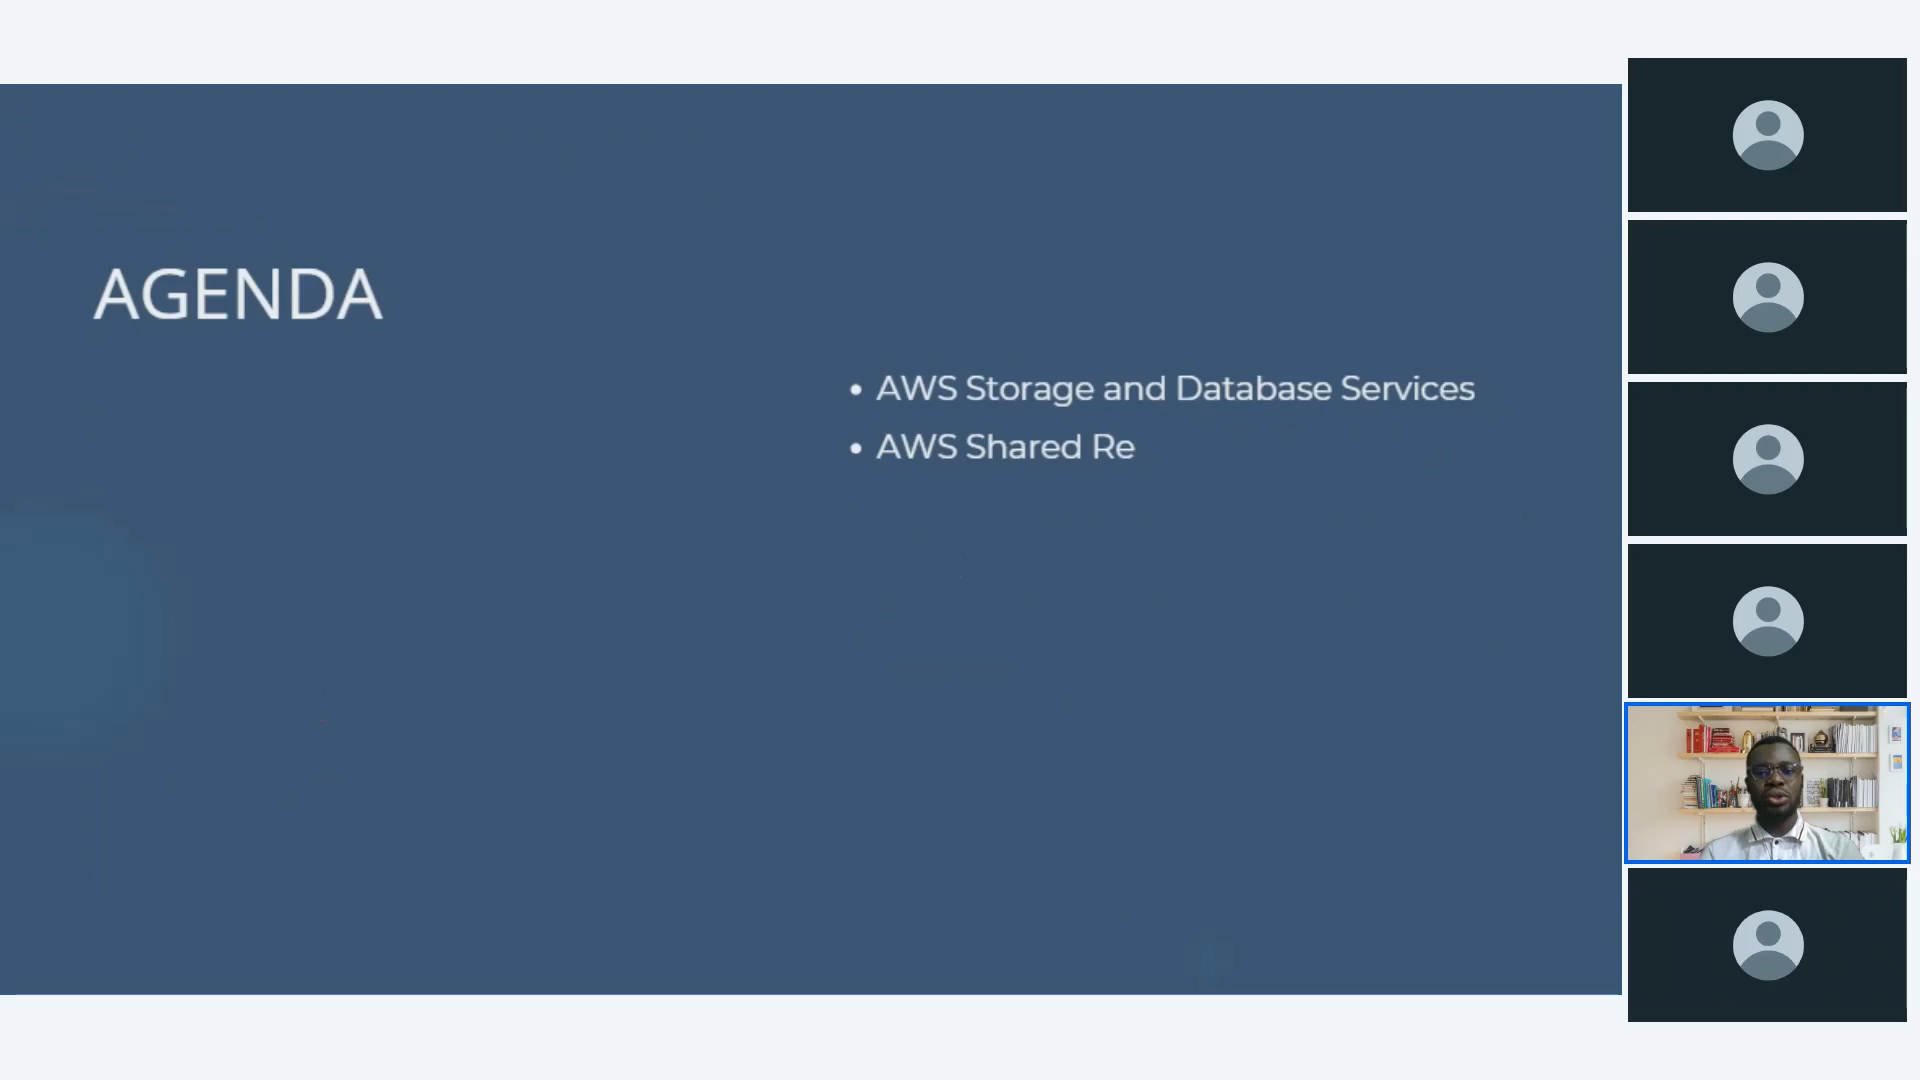 AGENDA
• AWS Storage and Database Services
• AWS Shared Re